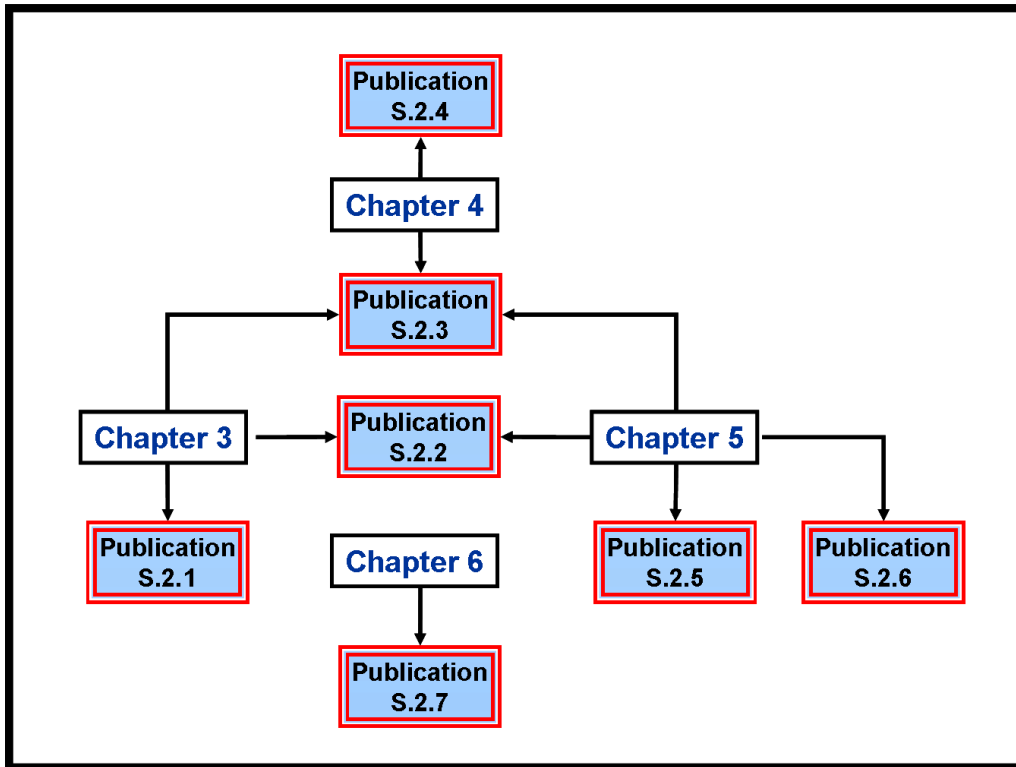 Publication
S.2.4
Chapter 4
Publication
S.2.3
Chapter 3
Publication
S.2.2
Chapter 5
Publication
S.2.1
Chapter 6
Publication
S.2.5
Publication
S.2.6
Publication
S.2.7